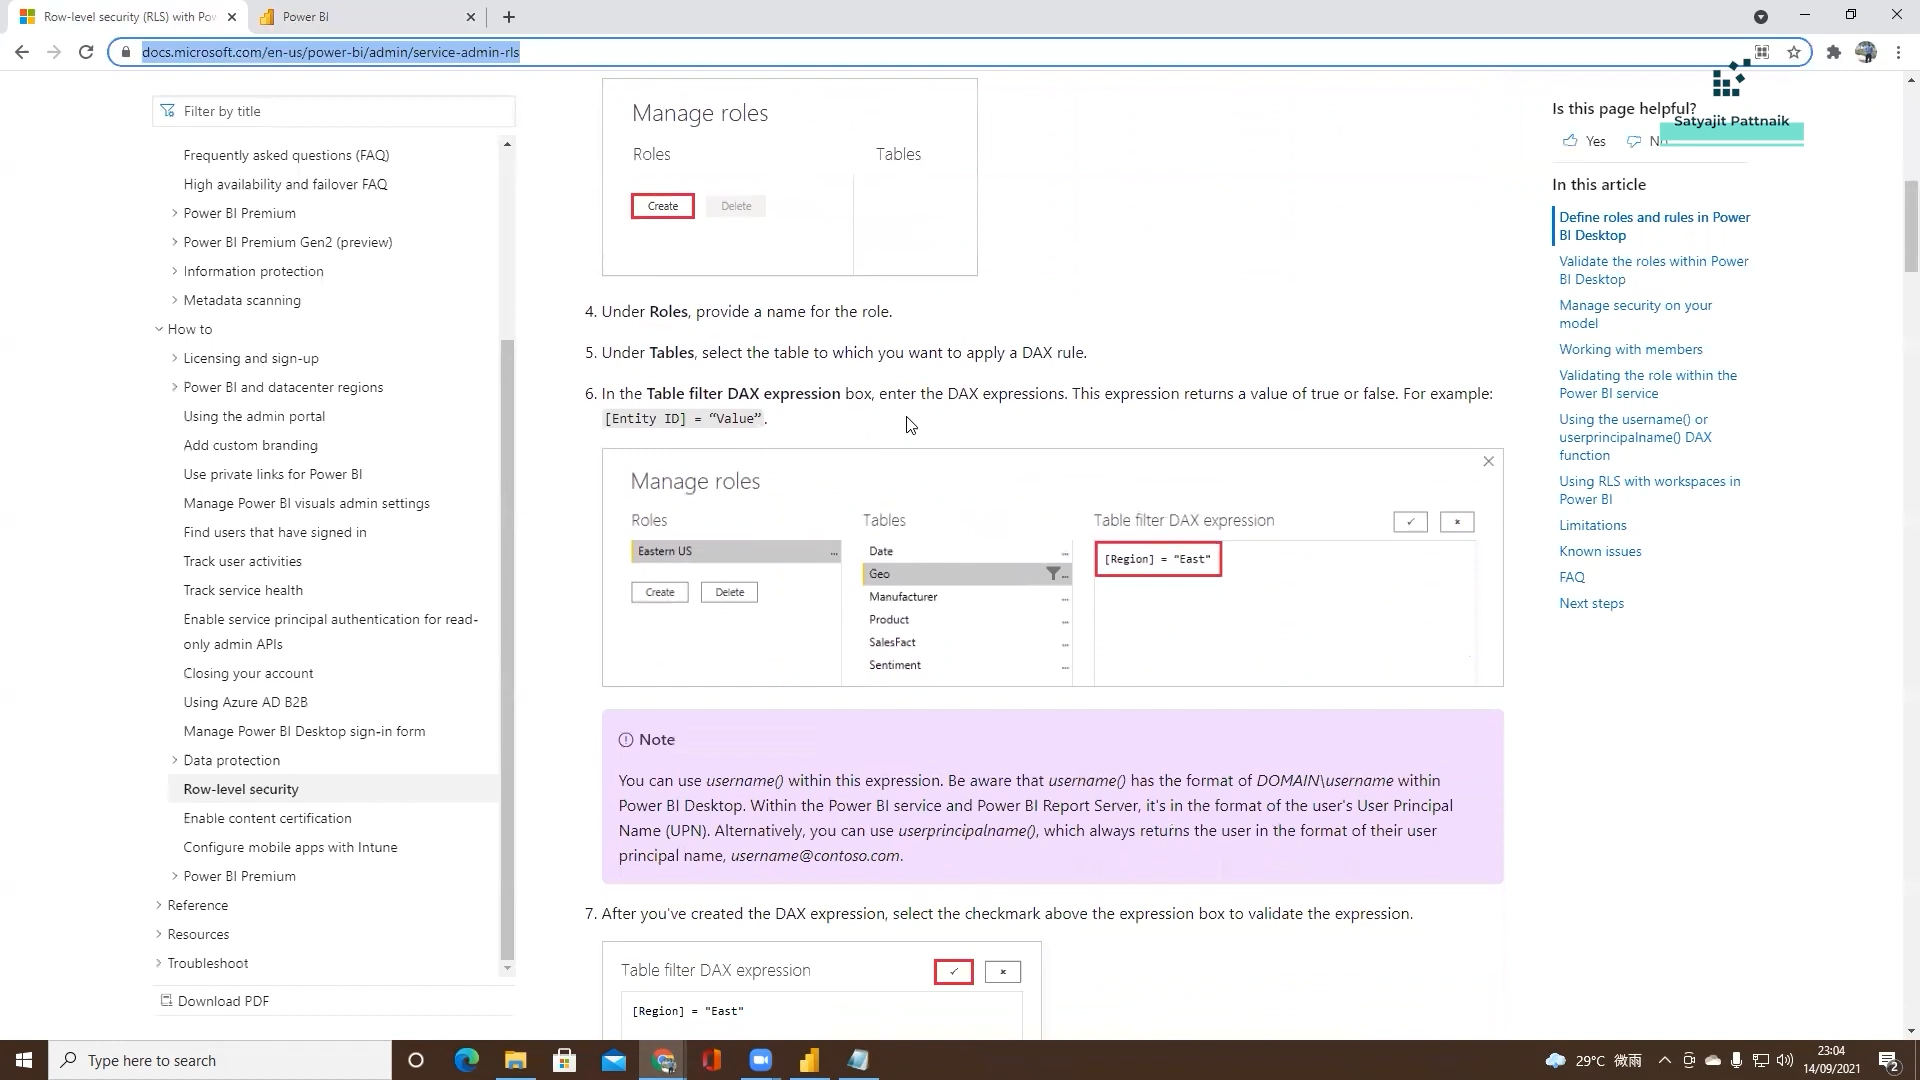 Row-level security (RLS) with Pow
Power BI
docs.microsoft.com/en-us/power-bi/admin/service-admin-rls
Satyajit Pattnaik
Filter by title
Frequently asked questions (FAQ)
High availability and failover FAQ
Power BI Premium
Power BI Premium Gen2 (preview)
Information protection
Metadata scanning
How to
Licensing and sign-up
Power BI and datacenter regions
Using the admin portal
Add custom branding
Use private links for Power BI
Manage Power BI visuals admin settings
Find users that have signed in
Track user activities
Track service health
Enable service principal authentication for read-
only admin APIs
Closing your account
Using Azure AD B2B
Manage Power BI Desktop sign-in form
Data protection
Row-level security
Enable content certification
Configure mobile apps with Intune
Power BI Premium
Reference
Resources
Troubleshoot
Download PDF
Manage roles
Roles Tables
Create Delete
4. Under Roles, provide a name for the role.
5. Under Tables, select the table to which you want to apply a DAX rule.
6. In the Table filter DAX expression box, enter the DAX expressions. This expression returns a value of true or false. For example:
[Entity ID] = “Value”.
Manage roles
Roles Tables Table filter DAX expression
Eastern US ...
Create Delete
Date ...
Geo ...
Manufacturer ...
Product ...
SalesFact ...
Sentiment ...
[Region] = "East"
Note
You can use username() within this expression. Be aware that username() has the format of DOMAIN\username within
Power BI Desktop. Within the Power BI service and Power BI Report Server, it's in the format of the user's User Principal
Name (UPN). Alternatively, you can use userprincipalname(), which always returns the user in the format of their user
principal name, username@contoso.com.
7. After you've created the DAX expression, select the checkmark above the expression box to validate the expression.
Table filter DAX expression
[Region] = "East"
Is this page helpful?
Yes No
In this article
Define roles and rules in Power
BI Desktop
Validate the roles within Power
BI Desktop
Manage security on your
model
Working with members
Validating the role within the
Power BI service
Using the username() or
userprincipalname() DAX
function
Using RLS with workspaces in
Power BI
Limitations
Known issues
FAQ
Next steps
Type here to search
29°C 微雨
23:04
14/09/2021
2